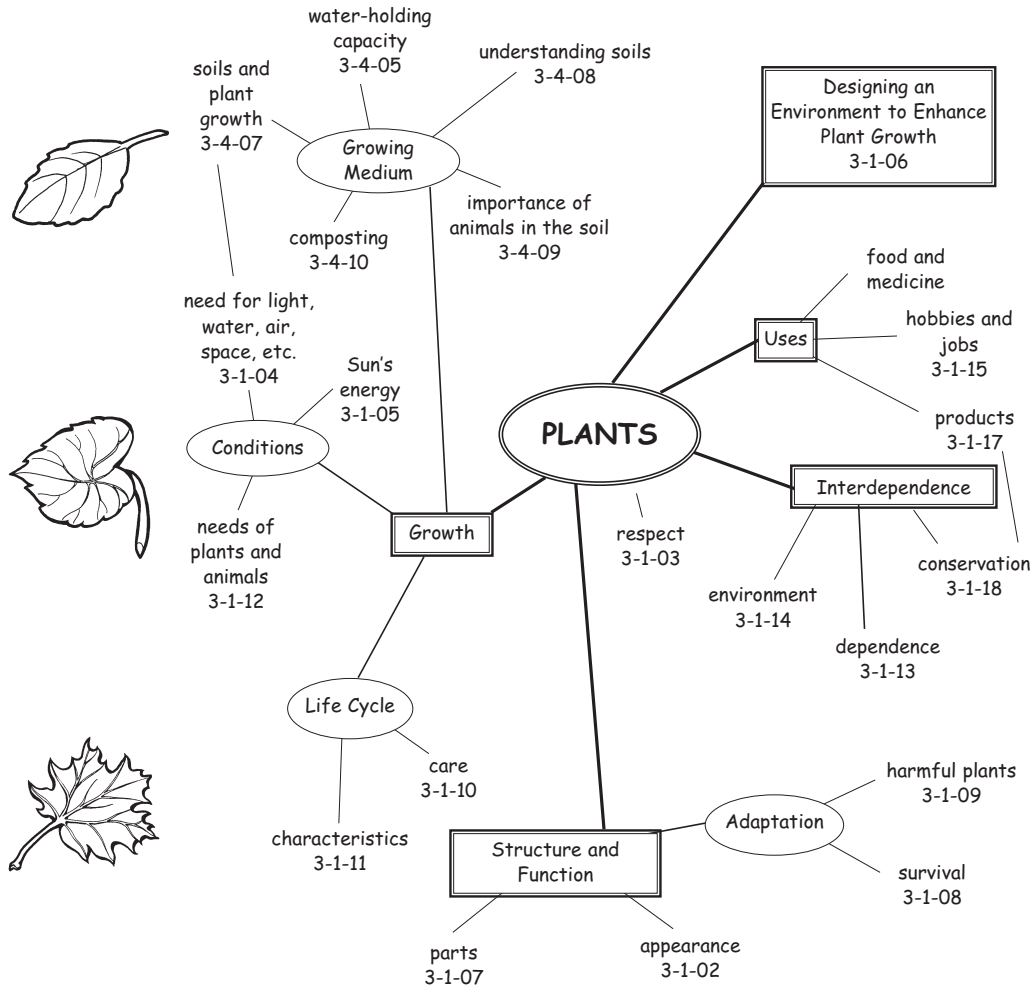 water-holding
capacity
3-4-05
understanding soils
3-4-08
soils and
plant
growth
3-4-07
Growing
Medium
importance of
animals in the soil
3-4-09
composting
3-4-10
Designing an
Environment to Enhance
Plant Growth
3-1-06
food and
medicine
Uses
hobbies and
jobs
3-1-15
products
3-1-17
need for light,
water, air,
space, etc.
3-1-04
Sun's
energy
3-1-05
Conditions
needs of
plants and
animals
3-1-12
PLANTS
Growth
respect
3-1-03
Interdependence
conservation
3-1-18
environment
3-1-14
dependence
3-1-13
Life Cycle
care
3-1-10
characteristics
3-1-11
Structure and
Function
Adaptation
harmful plants
3-1-09
survival
3-1-08
parts
3-1-07
appearance
3-1-02